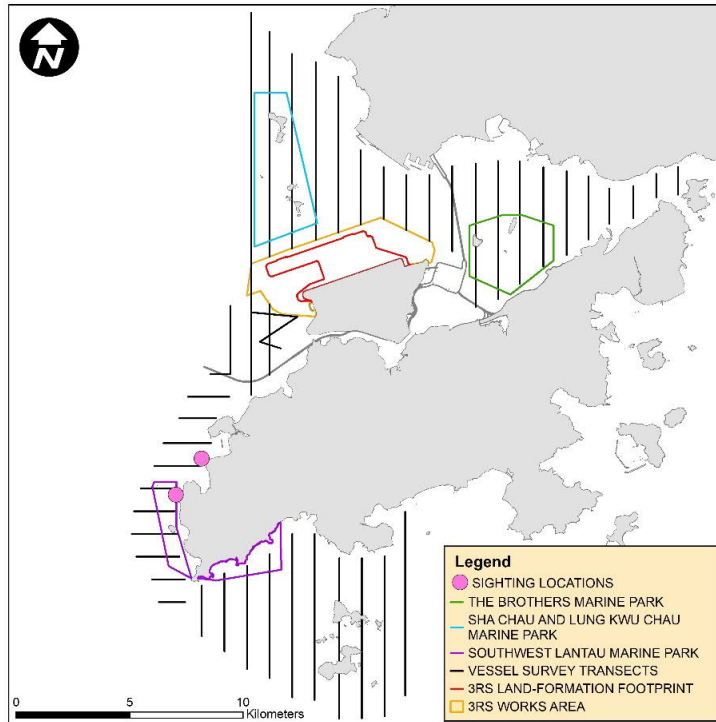 N
Legend
SIGHTING LOCATIONS
THE BROTHERS MARINE PARK
SHA CHAU AND LUNG KWU CHAU
MARINE PARK
SOUTHWEST LANTAU MARINE PARK
VESSEL SURVEY TRANSECTS
3RS LAND-FORMATION FOOTPRINT
3RS WORKS AREA
0 5 10
Kilometers